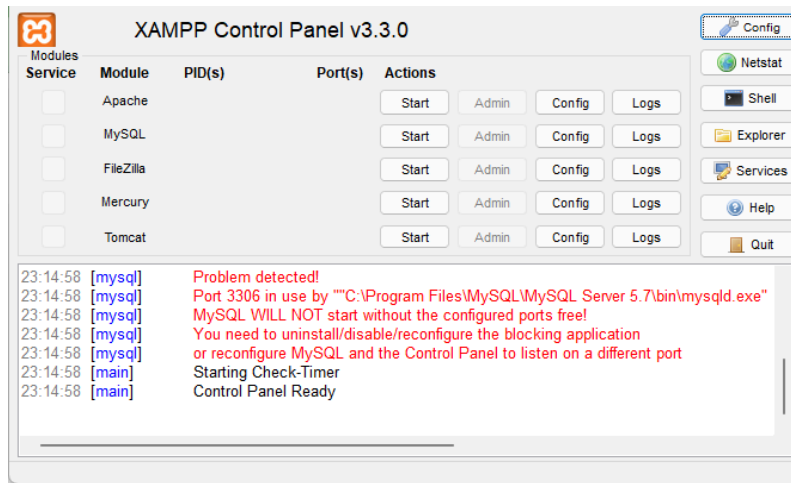 XAMPP Control Panel v3.3.0
Config
Modules
Service Module PID(s) Port(s) Actions
Netstat
Apache Start Admin Config Logs
Shell
MySQL Start Admin Config Logs
Explorer
FileZilla Start Admin Config Logs
Services
Mercury Start Admin Config Logs
Help
Tomcat Start Admin Config Logs
Quit
23:14:58 [mysql] Problem detected!
23:14:58 [mysql] Port 3306 in use by ""C:\Program Files\MySQL\MySQL Server 5.7\bin\mysqld.exe"
23:14:58 [mysql] MySQL WILL NOT start without the configured ports free!
23:14:58 [mysql] You need to uninstall/disable/reconfigure the blocking application
23:14:58 [mysql] or reconfigure MySQL and the Control Panel to listen on a different port
23:14:58 [main] Starting Check-Timer
23:14:58 [main] Control Panel Ready